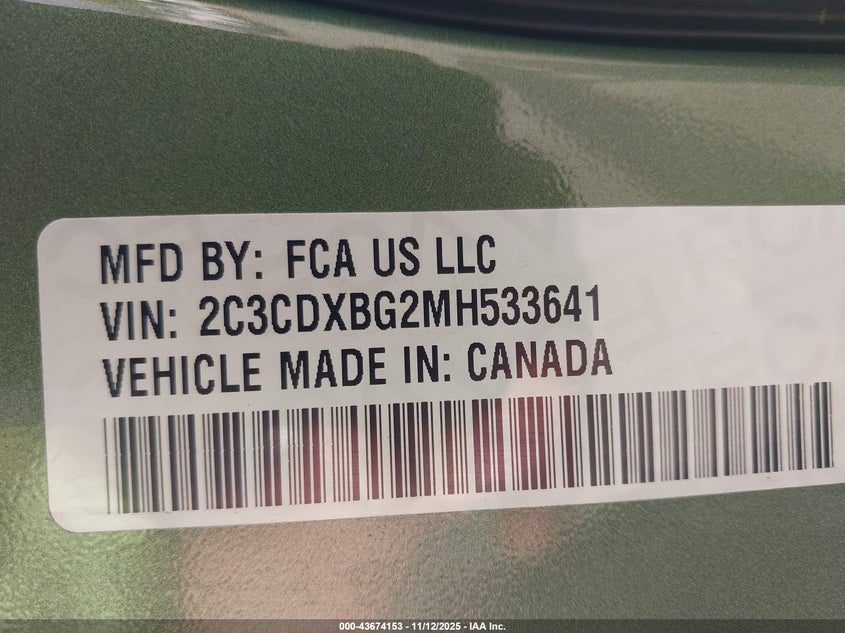 MFD BY: FCA US LLC
VIN: 2C3CDXBG2MH533641
VEHICLE MADE IN: CANADA
000-43674153 - 11/12/2025 - IAA Inc.